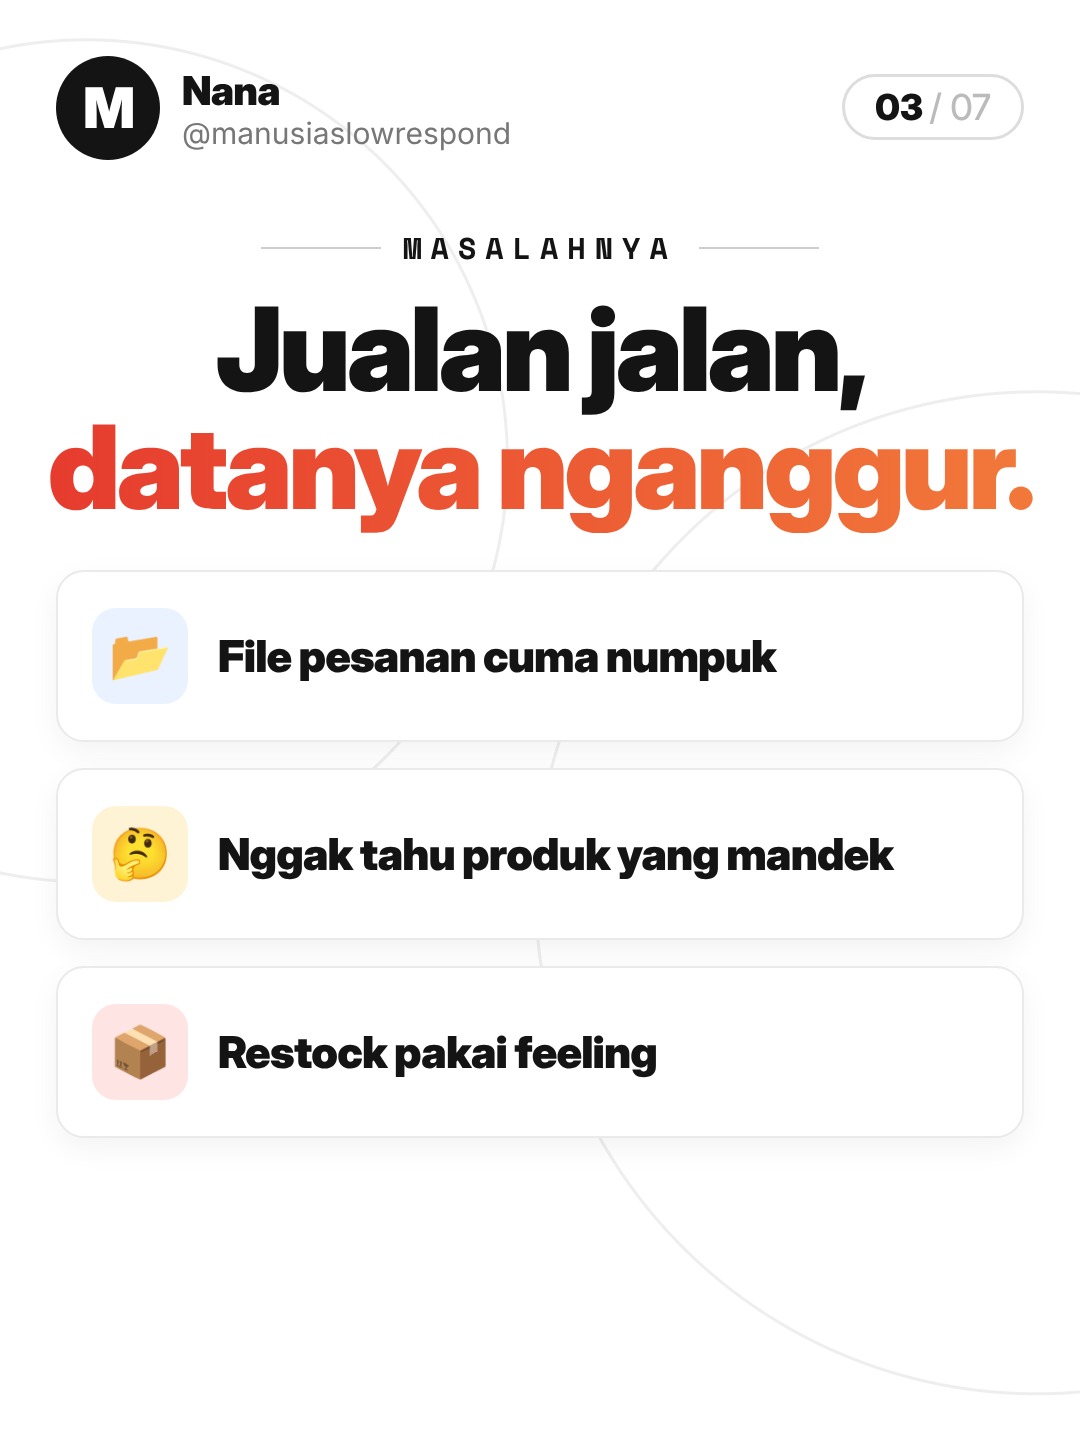 M
Nana
@manusiaslowrespond
03 / 07
MASALAHNYA
Jualan jalan,
datanya nganggur.
File pesanan cuma numpuk
Nggak tahu produk yang mandek
Restock pakai feeling